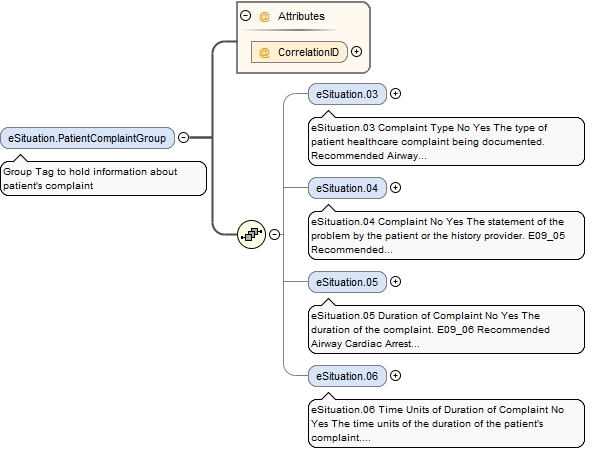 @ Attributes
@ CorrelationID
eSituation.PatientComplaintGroup
Group Tag to hold information about
patient's complaint
eSituation.03
eSituation.03 Complaint Type No Yes The type of
patient healthcare complaint being documented.
Recommended Airway...
eSituation.04
eSituation.04 Complaint No Yes The statement of the
problem by the patient or the history provider. E09_05
Recommended...
eSituation.05
eSituation.05 Duration of Complaint No Yes The
duration of the complaint. E09_06 Recommended
Airway Cardiac Arrest...
eSituation.06
eSituation.06 Time Units of Duration of Complaint No
Yes The time units of the duration of the patient's
complaint....